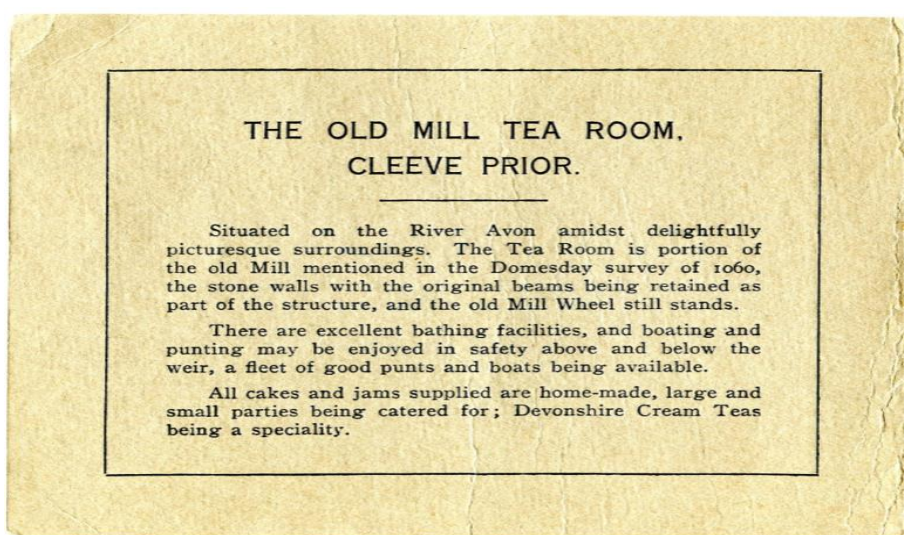 THE OLD MILL TEA ROOM,
CLEEVE PRIOR.
Situated on the River Avon amidst delightfully
picturesque surroundings. The Tea Room is portion of
the old Mill mentioned in the Domesday survey of 1060,
the stone walls with the original beams being retained as
part of the structure, and the old Mill Wheel still stands.
There are excellent bathing facilities, and boating and
punting may be enjoyed in safety above and below the
weir, a fleet of good punts and boats being available.
All cakes and jams supplied are home-made, large and
small parties being catered for; Devonshire Cream Teas
being a speciality.